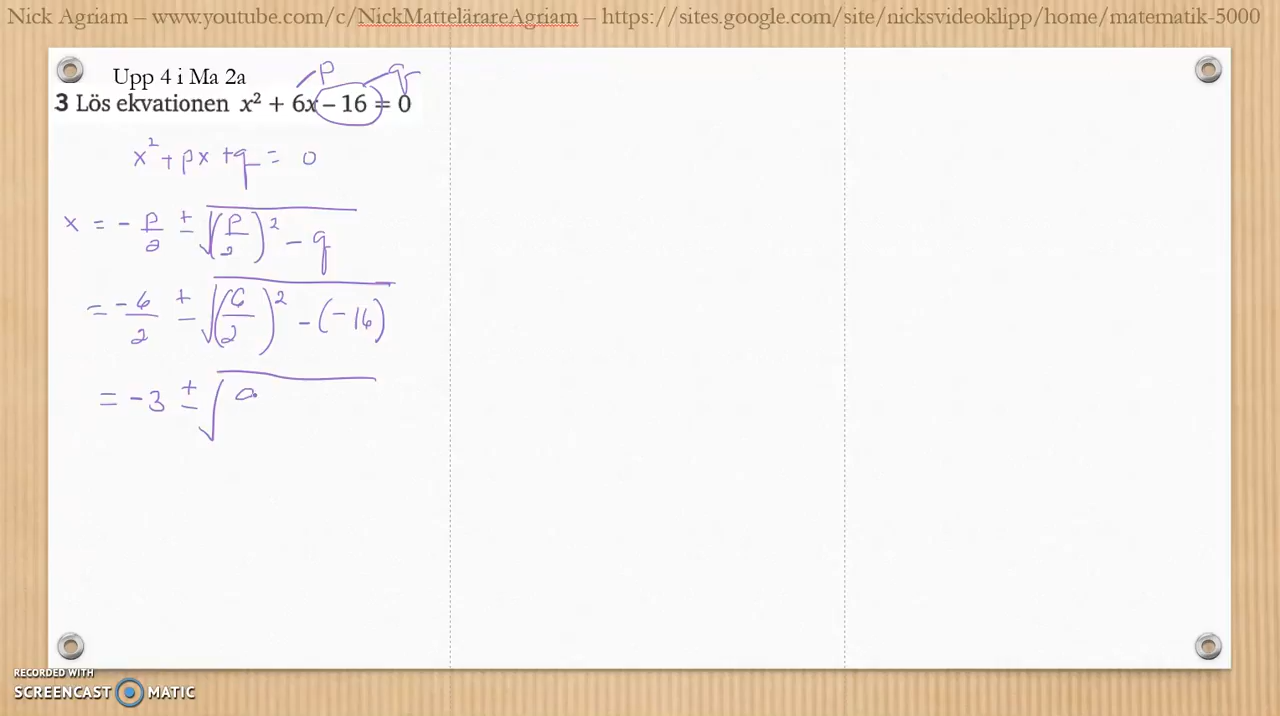 Nick Agriam – www.youtube.com/c/NickMattelärareAgriam – https://sites.google.com/site/nicksvideoklipp/home/matematik-5000
Upp 4 i Ma 2a
p q
3 Lös ekvationen x² + 6x – 16 = 0
x² + px + q = 0
x = - p/2 ± √((p/2)² - q
= -6/2 ± √((6/2)² - (-16)
= -3 ± √
RECORDED WITH
SCREENCAST MATIC